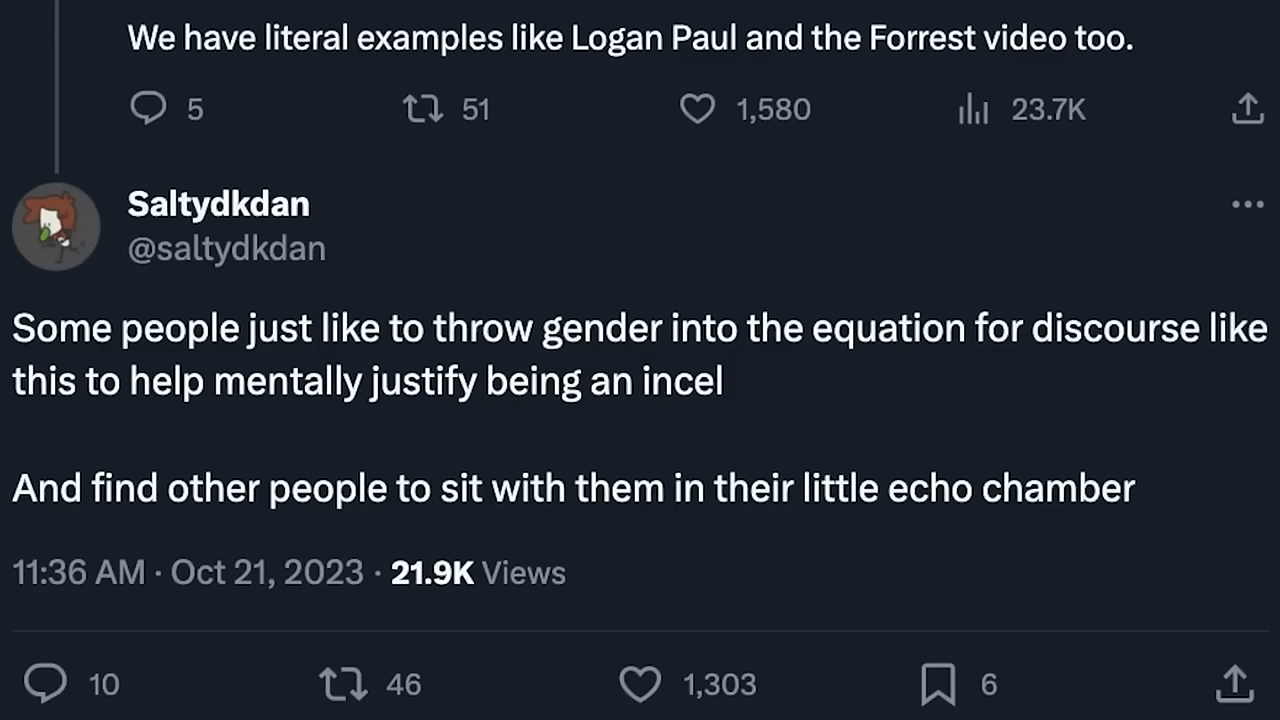 We have literal examples like Logan Paul and the Forrest video too.
5 51 1,580 23.7K
Saltydkdan
@saltydkdan
Some people just like to throw gender into the equation for discourse like
this to help mentally justify being an incel
And find other people to sit with them in their little echo chamber
11:36 AM · Oct 21, 2023 · 21.9K Views
10 46 1,303 6